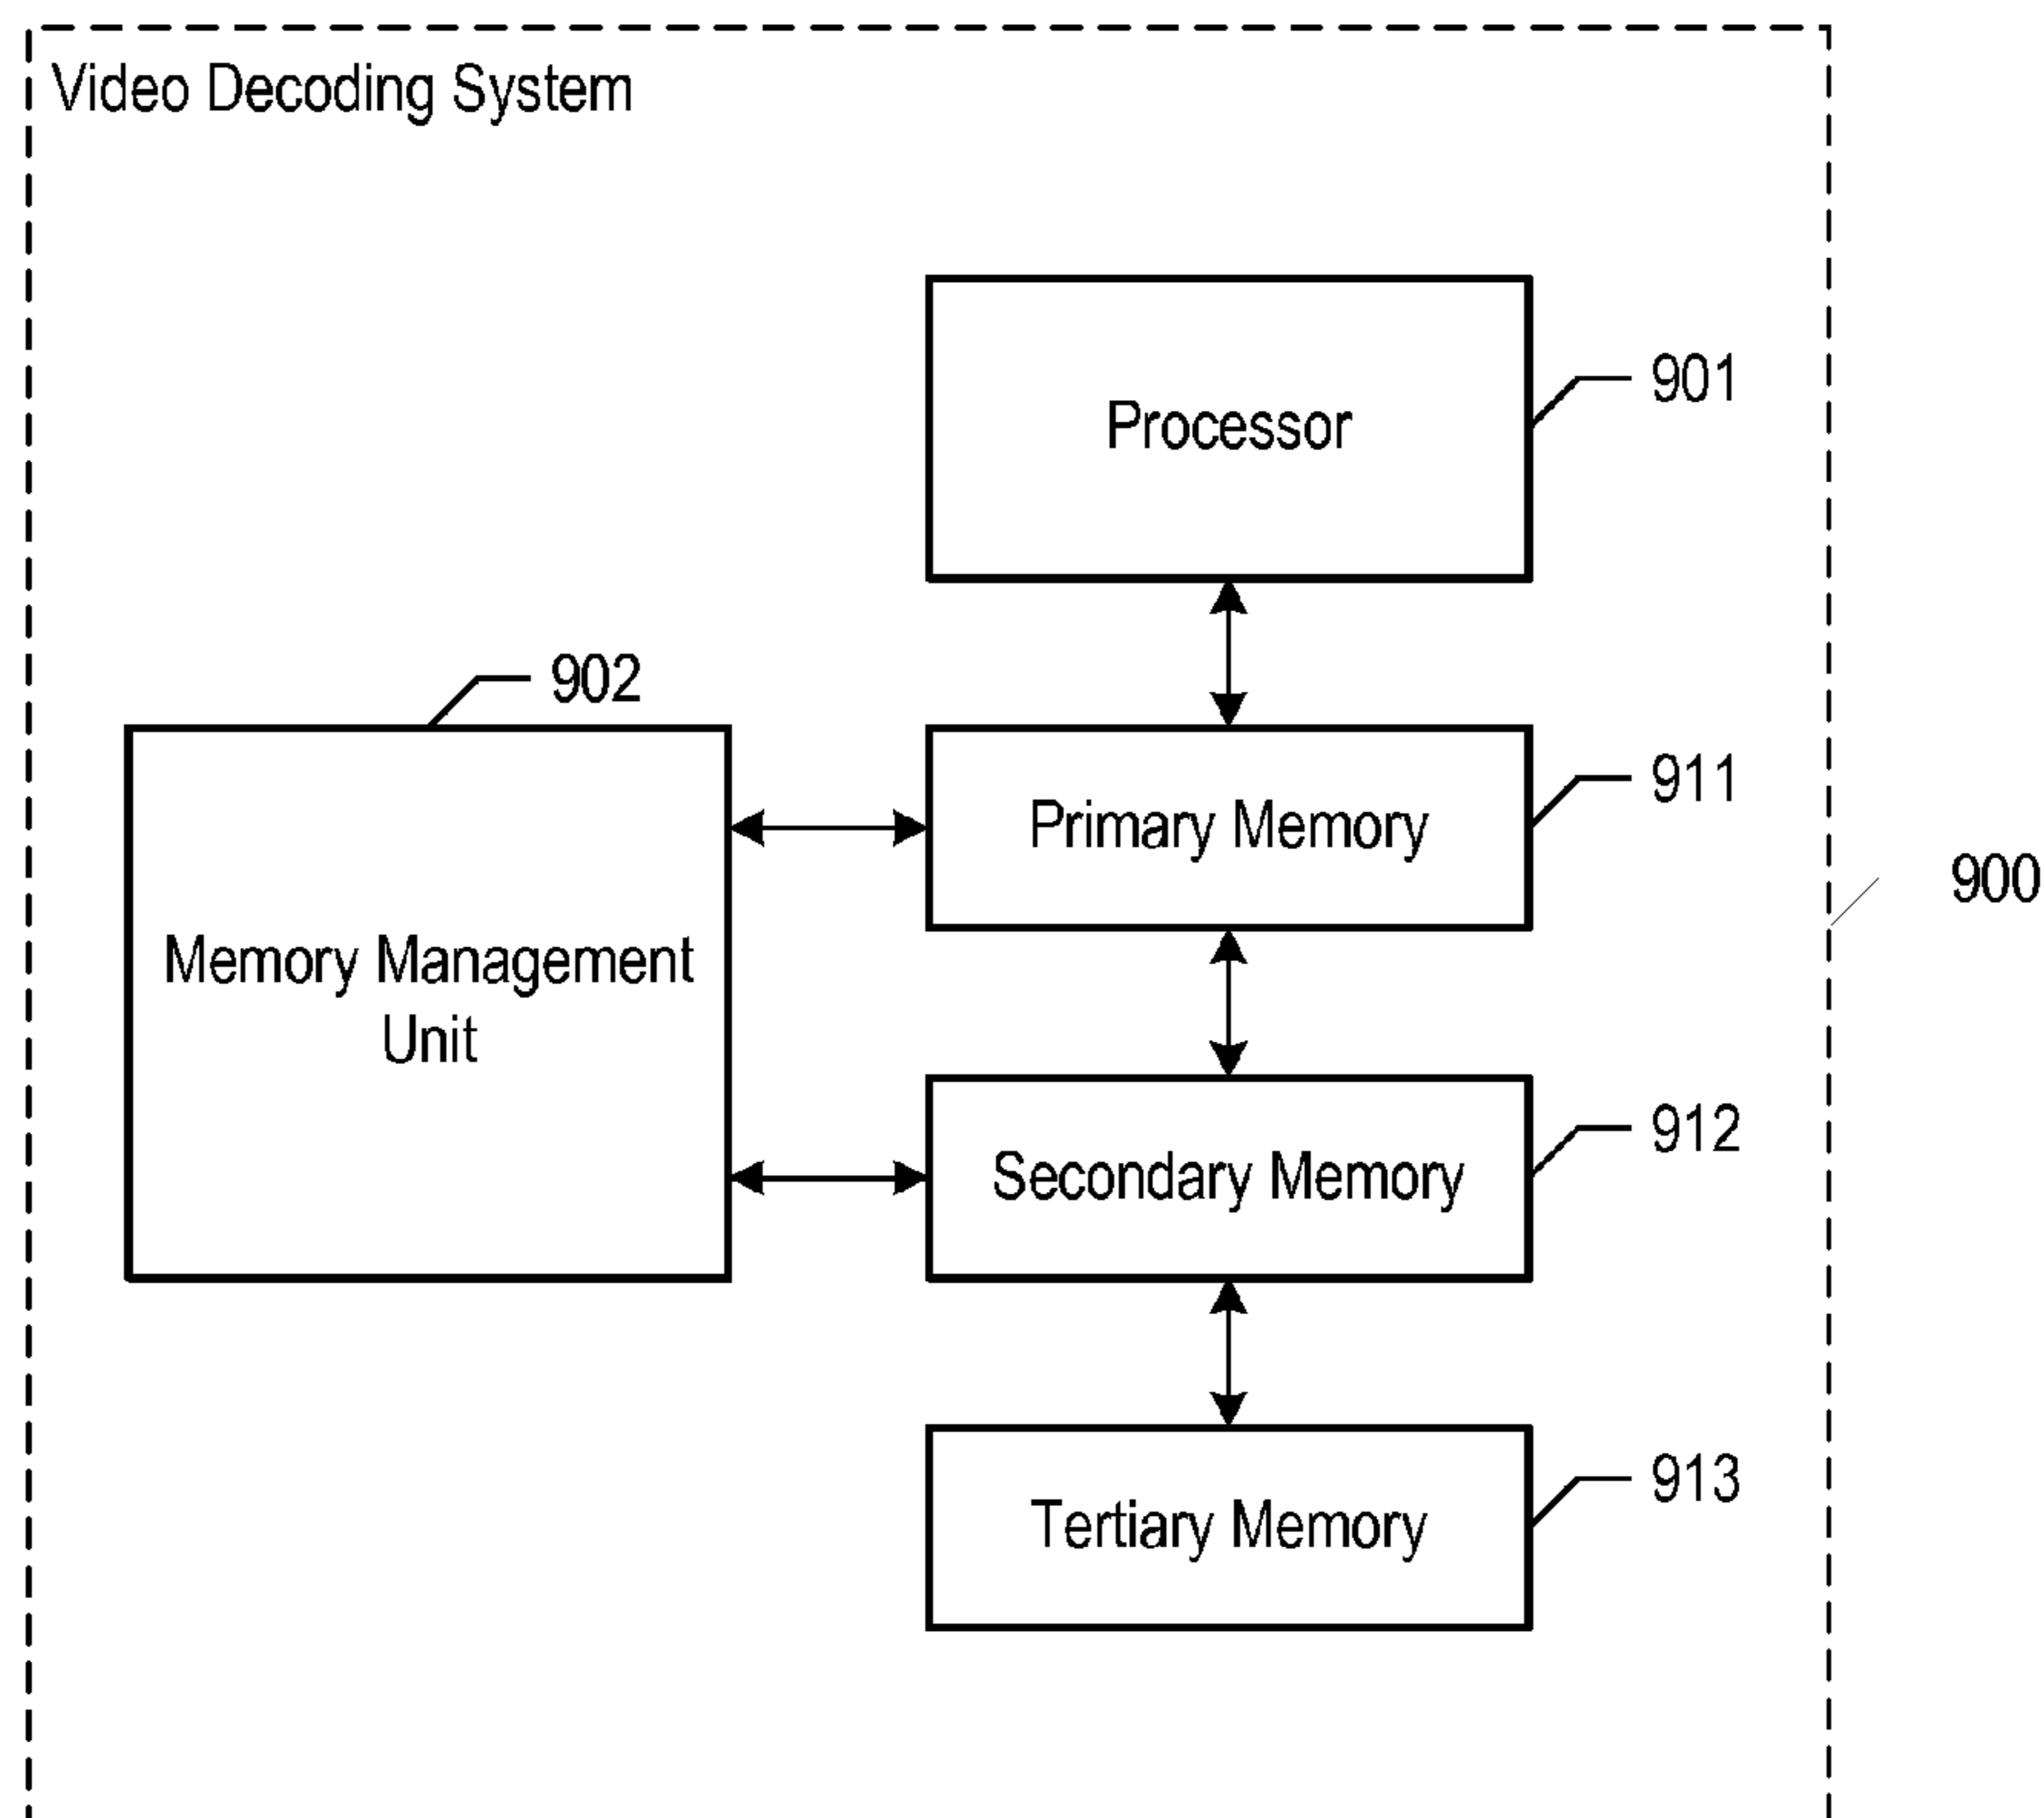 Video Decoding System
Processor
901
902
Primary Memory
911
900
Memory Management
Unit
Secondary Memory
912
Tertiary Memory
913